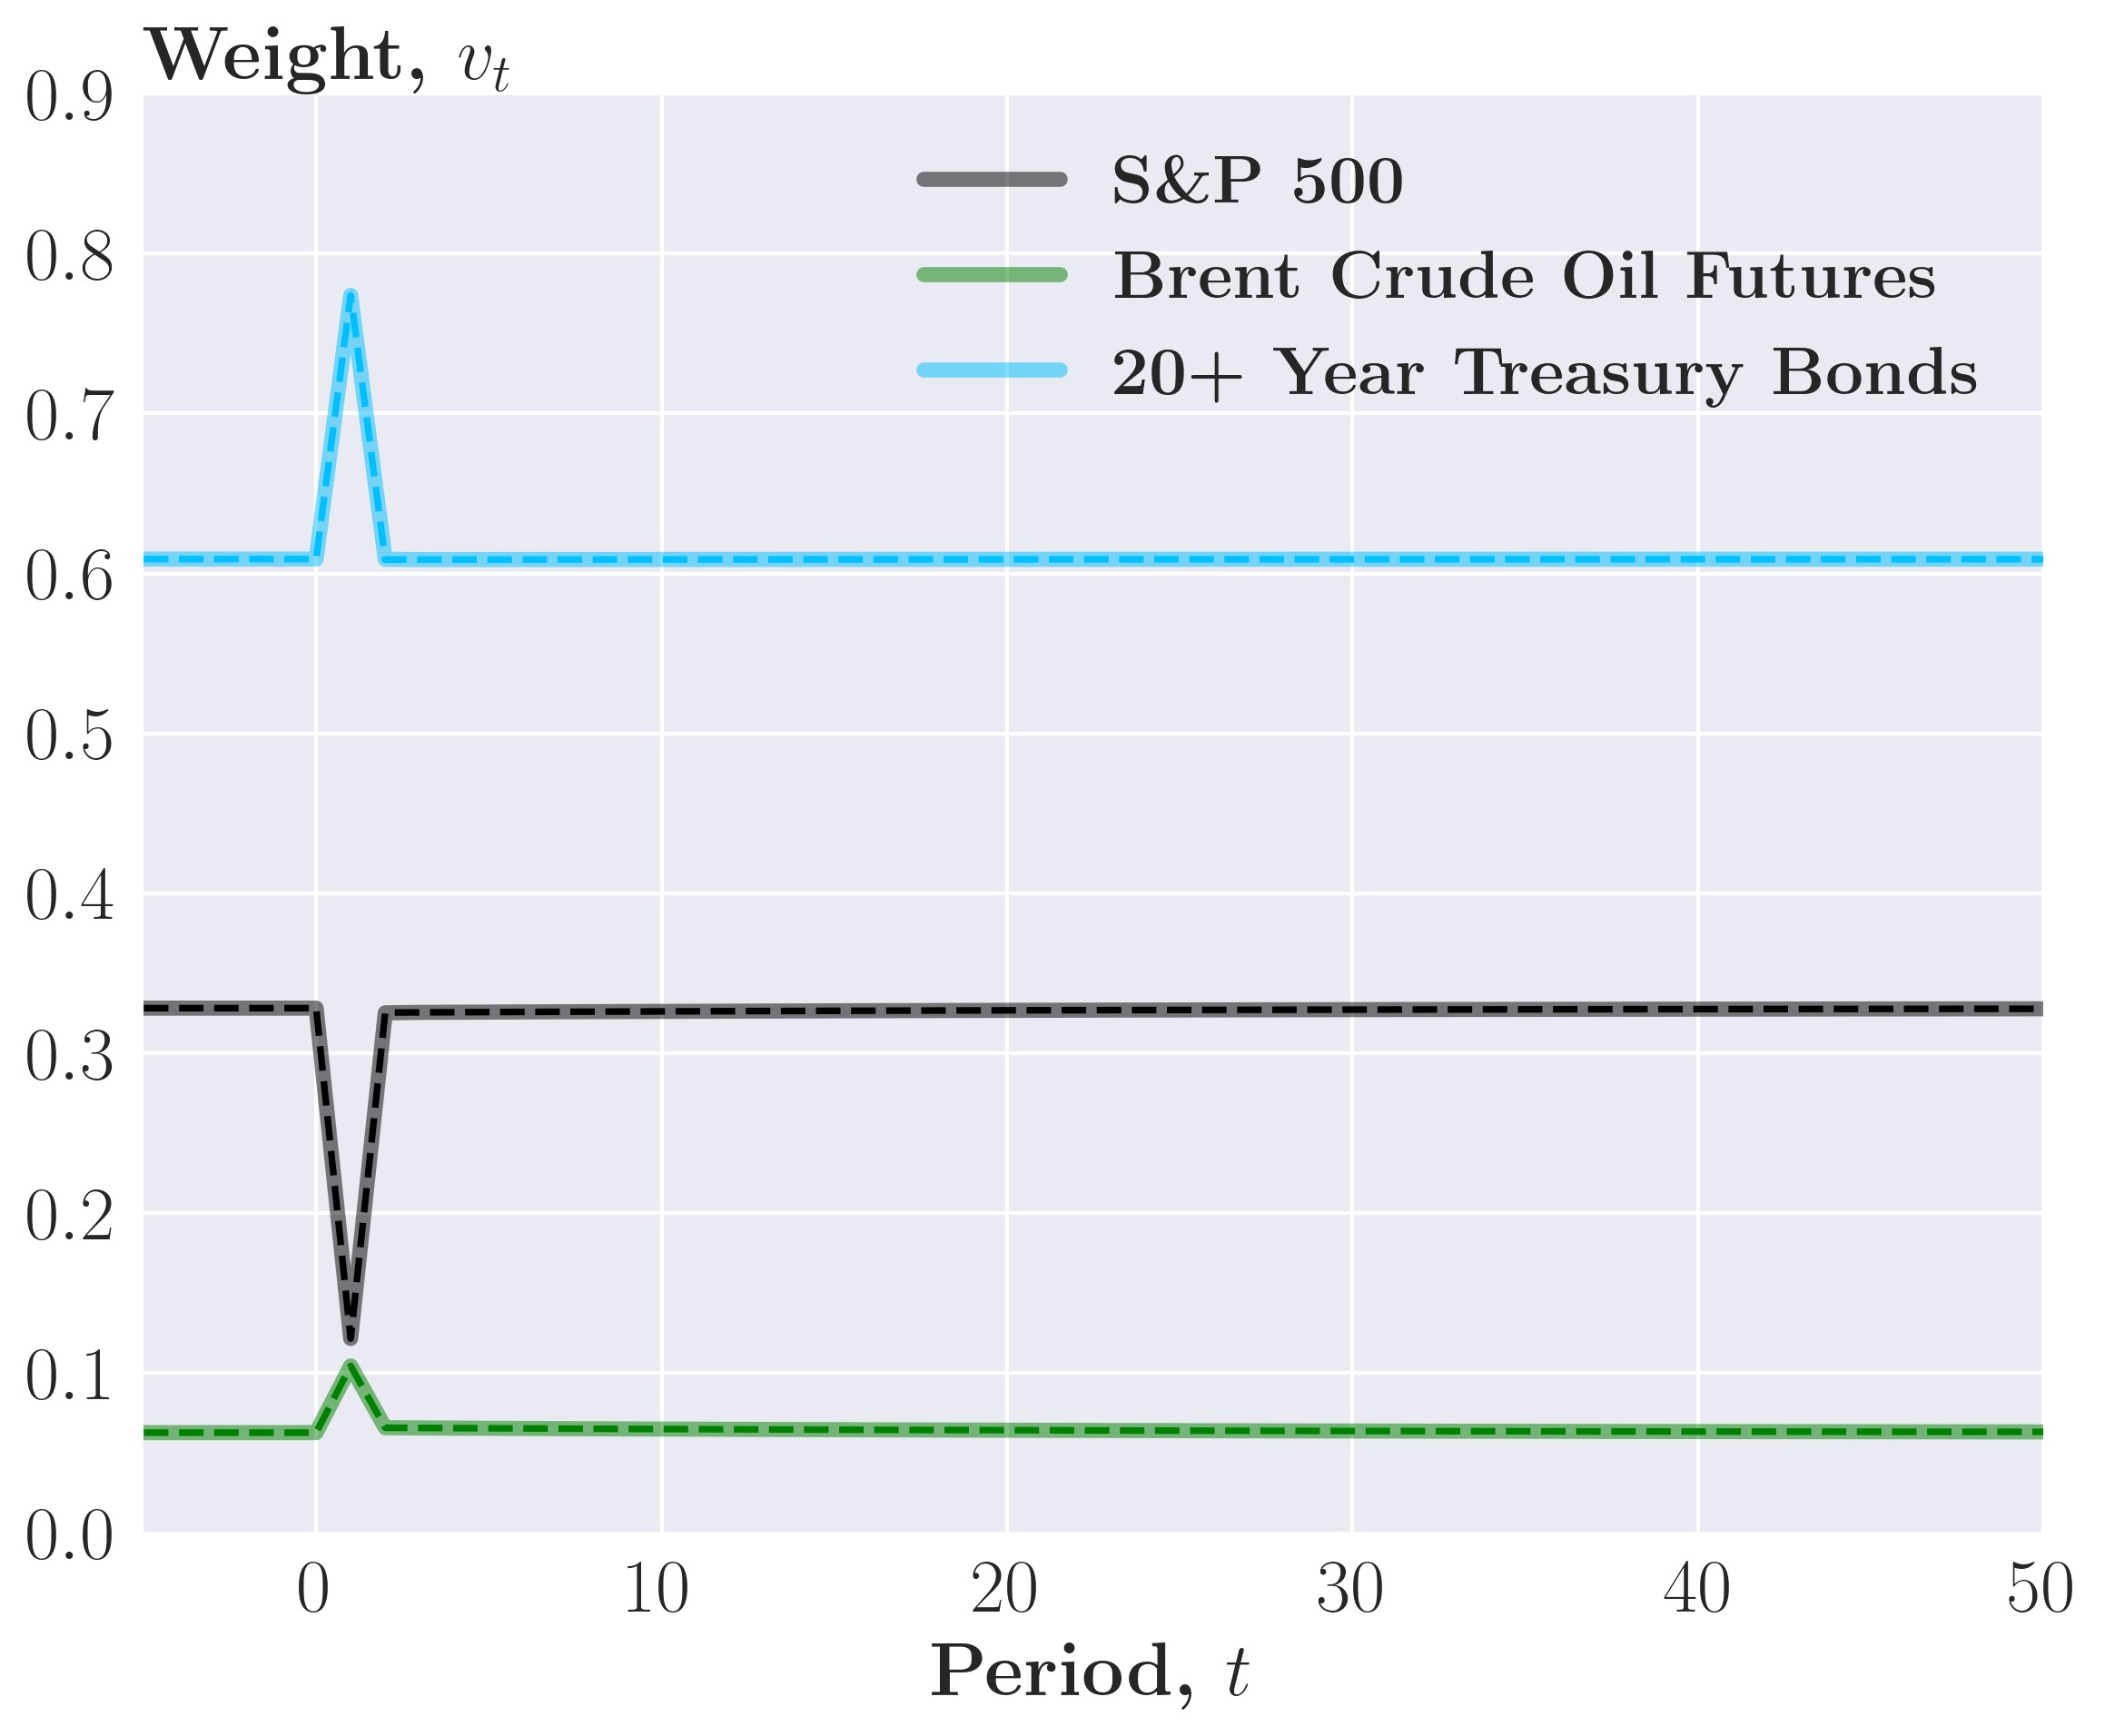 Weight, vₜ
0.9
0.8
0.7
0.6
0.5
0.4
0.3
0.2
0.1
0.0
S&P 500
Brent Crude Oil Futures
20+ Year Treasury Bonds
0 10 20 30 40 50
Period, t